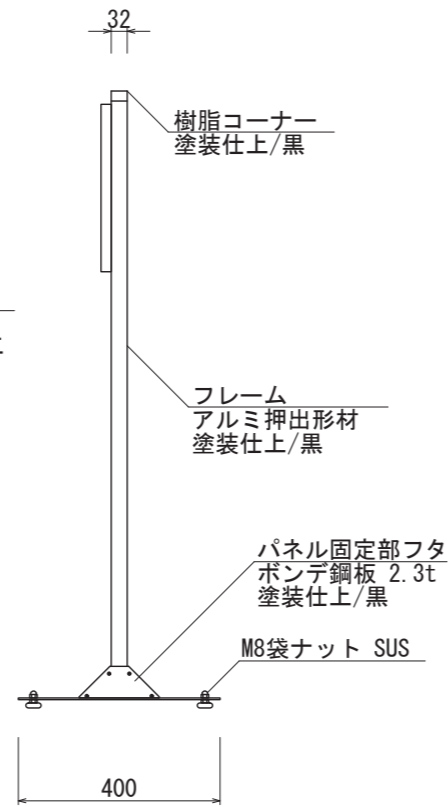 32
樹脂コーナー
塗装仕上/黒
フレーム
アルミ押出形材
塗装仕上/黒
パネル固定部フタ
ボンデ鋼板 2.3t
塗装仕上/黒
M8袋ナット SUS
400